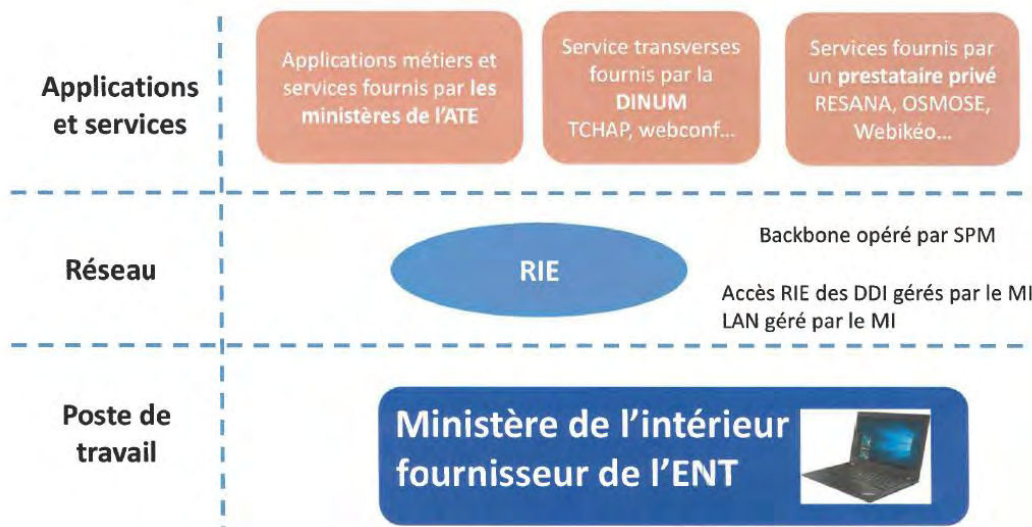 Applications
et services
Applications métiers et
services fournis par les
ministères de l'ATE
Service transverses
fournis par la
DINUM
TCHAP, webconf...
Services fournis par
un prestataire privé
RESANA, OSMOSE,
Webikéo...
Réseau
RIE
Backbone opéré par SPM
Accès RIE des DDI gérés par le MI
LAN géré par le MI
Poste de
travail
Ministère de l'intérieur
fournisseur de l'ENT